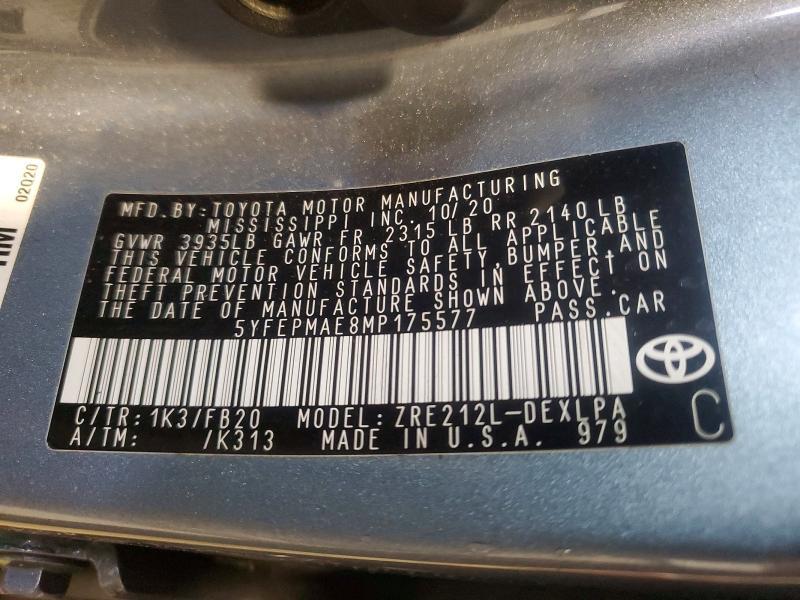 02020
MFD.BY:TOYOTA MOTOR MANUFACTURING
MISSISSIPPI INC. 10/20
GVWR 3935LB GAWR FR 2315 LB RR 2140 LB
THIS VEHICLE CONFORMS TO ALL APPLICABLE
FEDERAL MOTOR VEHICLE SAFETY,BUMPER,AND
THEFT PREVENTION STANDARDS IN EFFECT ON
THE DATE OF MANUFACTURE SHOWN ABOVE.
5YFEPMAE8MP175577 PASS.CAR
C/TR: 1K3/FB20 MODEL: ZRE212L-DEXLPA
A/TM: /K313 MADE IN U.S.A. 979
C